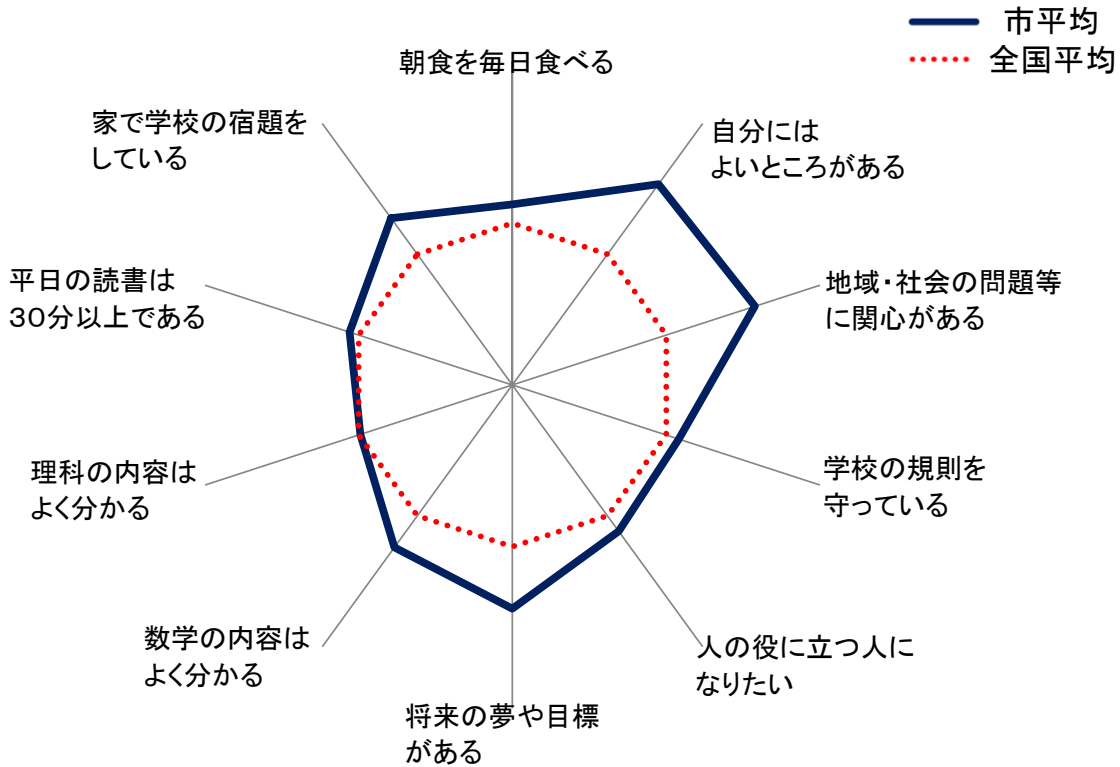 市平均
全国平均
朝食を毎日食べる
自分には
よいところがある
地域・社会の問題等
に関心がある
学校の規則を
守っている
人の役に立つ人に
なりたい
将来の夢や目標
がある
数学の内容は
よく分かる
理科の内容は
よく分かる
平日の読書は
30分以上である
家で学校の宿題を
している